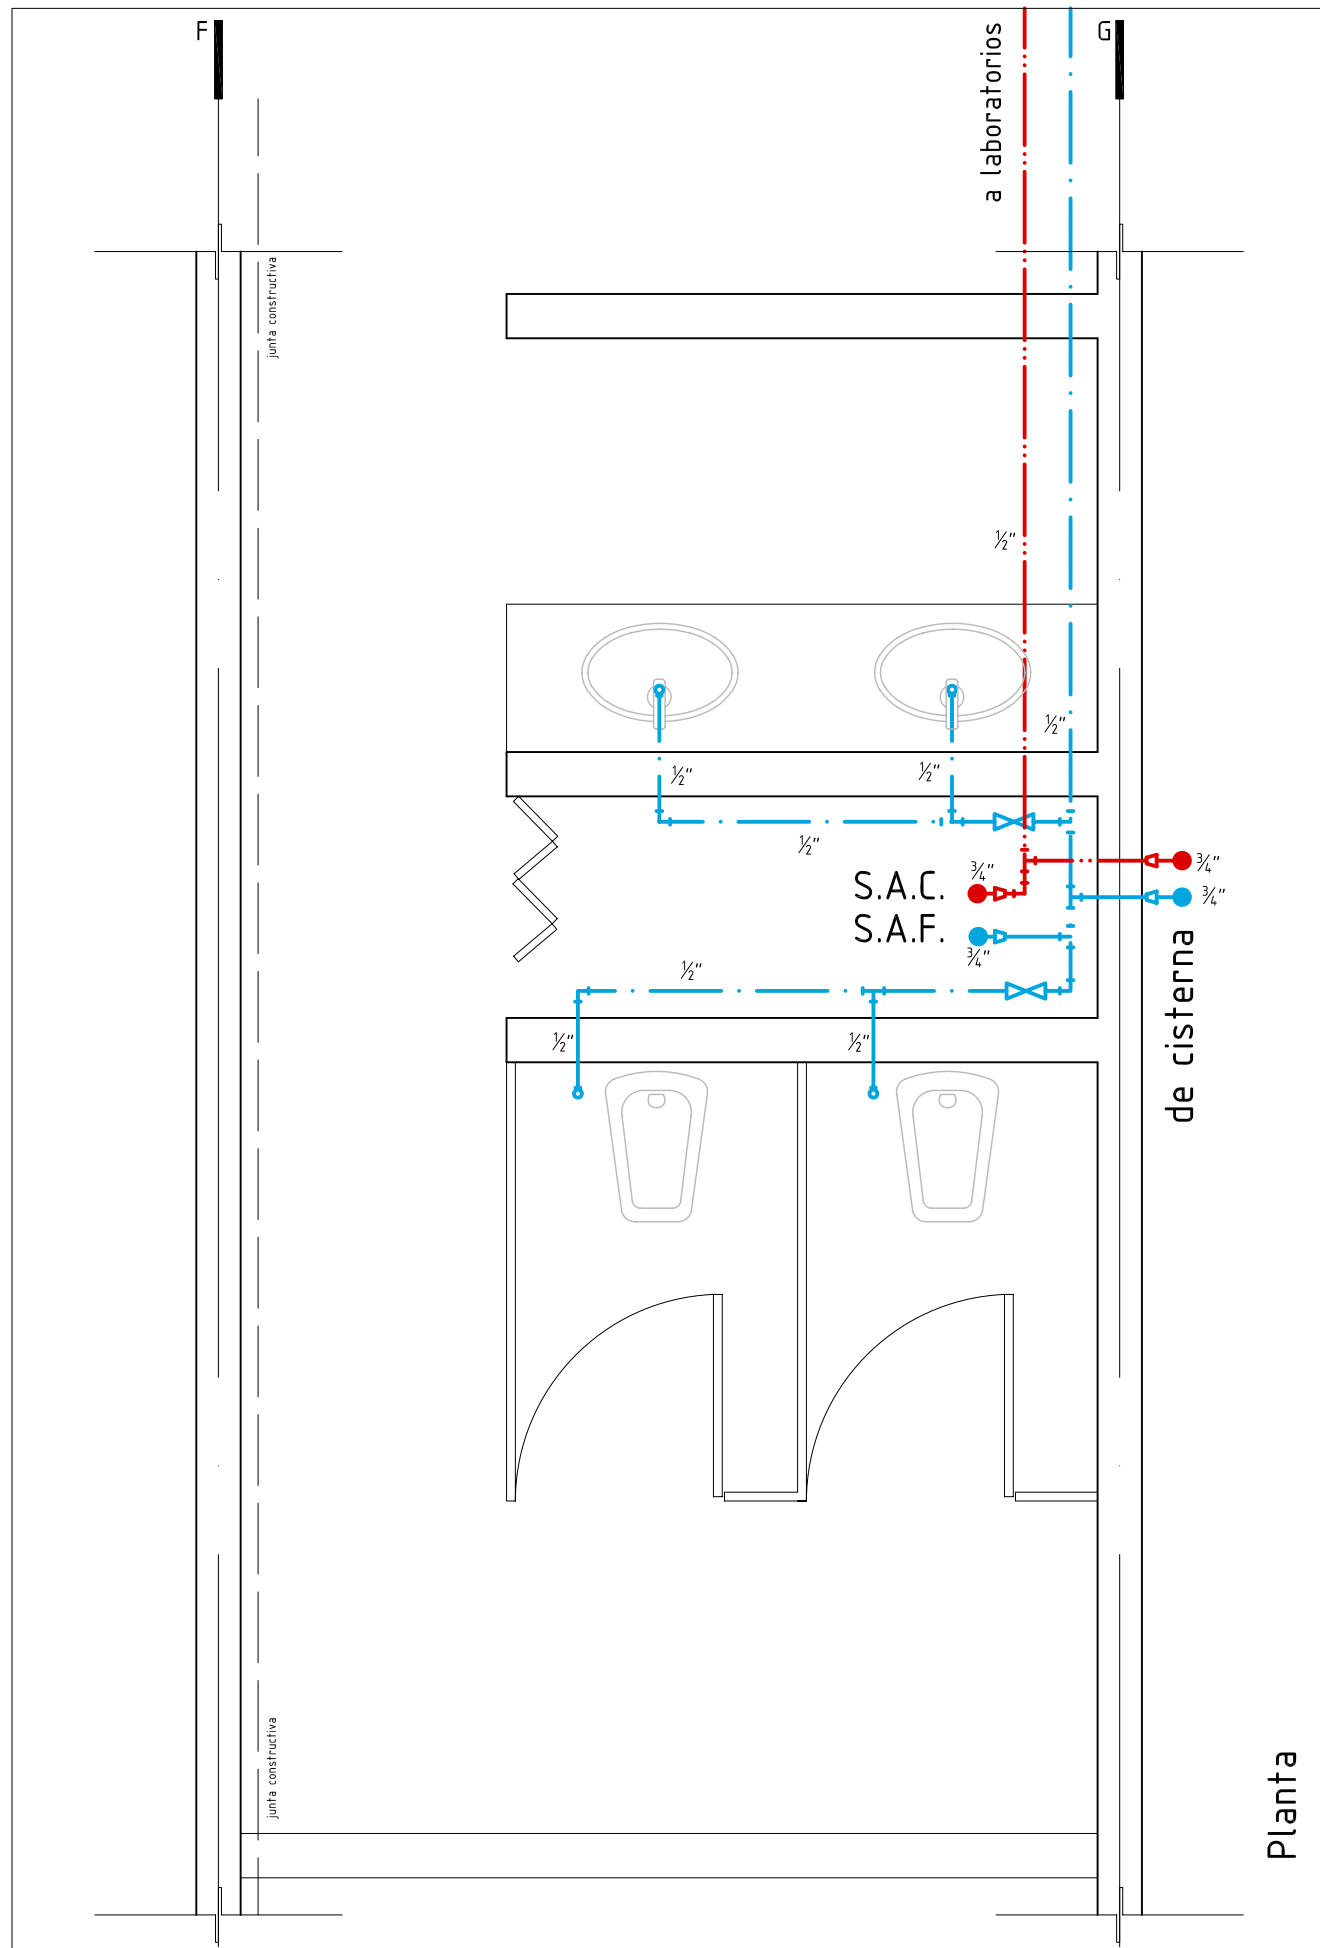 F
G
a laboratorios
junta constructiva
½"
½"
½"
½"
½"
¾"
¾"
S.A.C.
¾"
S.A.F.
¾"
½"
de cisterna
½"
½"
junta constructiva
Planta